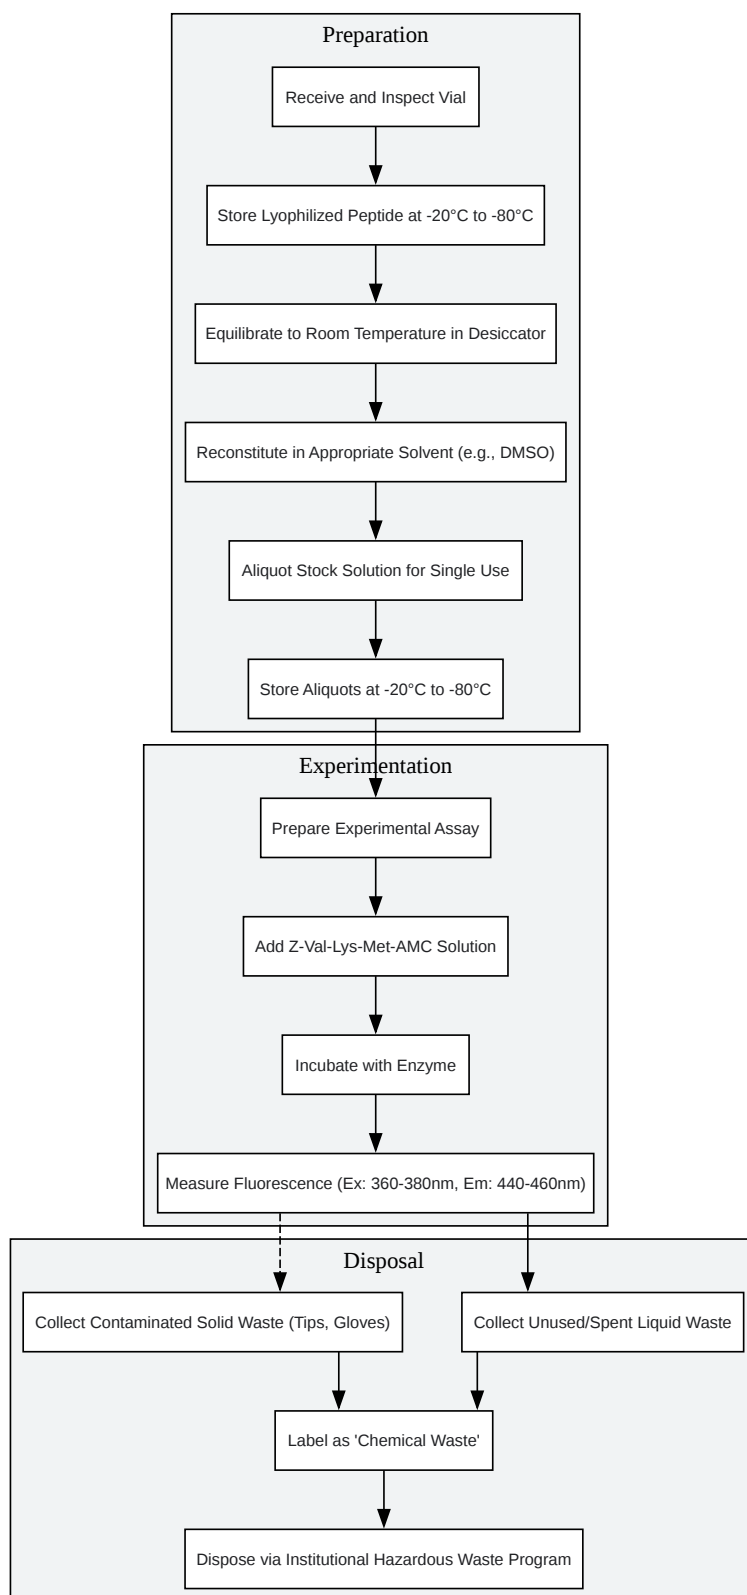 Preparation
Receive and Inspect Vial
Store Lyophilized Peptide at -20°C to -80°C
Equilibrate to Room Temperature in Desiccator
Reconstitute in Appropriate Solvent (e.g., DMSO)
Aliquot Stock Solution for Single Use
Store Aliquots at -20°C to -80°C
Experimentation
Prepare Experimental Assay
Add Z-Val-Lys-Met-AMC Solution
Incubate with Enzyme
Measure Fluorescence (Ex: 360-380nm, Em: 440-460nm)
Disposal
Collect Contaminated Solid Waste (Tips, Gloves)
Collect Unused/Spent Liquid Waste
Label as 'Chemical Waste'
Dispose via Institutional Hazardous Waste Program